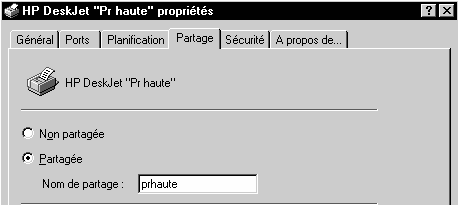 HP DeskJet "Pr haute" propriétés
Général Ports Planification Partage Sécurité A propos de...
HP DeskJet "Pr haute"
Non partagée
Partagée
Nom de partage : prhaute